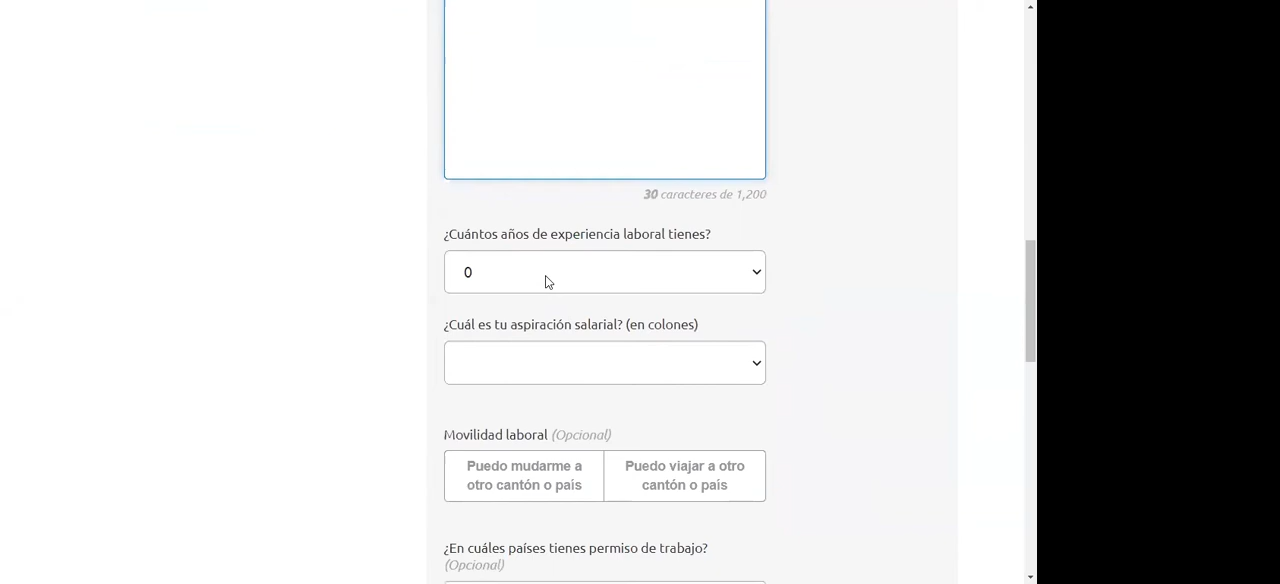 30 caracteres de 1,200
¿Cuántos años de experiencia laboral tienes?
0
¿Cuál es tu aspiración salarial? (en colones)
Movilidad laboral (Opcional)
Puedo mudarme a otro cantón o país
Puedo viajar a otro cantón o país
¿En cuáles países tienes permiso de trabajo?
(Opcional)